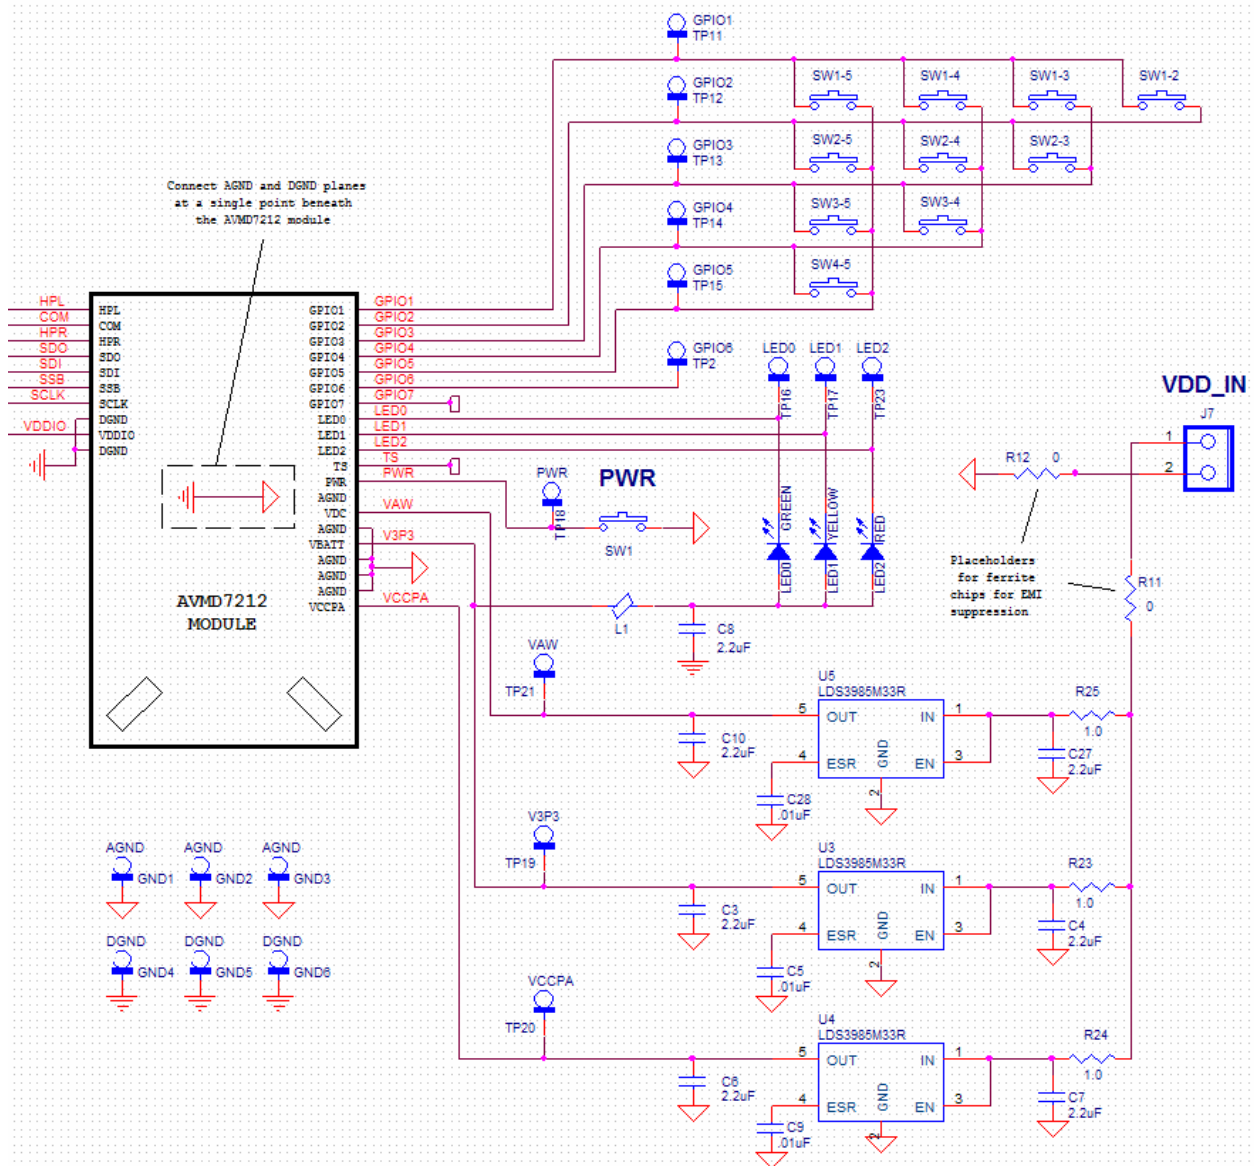 GPIO1
TP11
SW1-5 SW1-4 SW1-3 SW1-2
GPIO2
TP12
SW2-5 SW2-4 SW2-3
GPIO3
TP13
SW3-5 SW3-4
GPIO4
TP14
SW4-5
GPIO5
TP15
Connect AGND and DGND planes
at a single point beneath
the AVMD7212 module
HPL
COM
HPR
SDO
SDI
SSB
SCLK
VDDIO
HPL
COM
HPR
SDO
SDI
SSB
SCLK
DGND
VDDIO
DGND
GPIO1
GPIO2
GPIO3
GPIO4
GPIO5
GPIO6
GPIO7
LED0
LED1
LED2
TS
PWR
AGND
VDC
AGND
VBATT
AGND
AGND
AGND
VCCPA
GPIO1
GPIO2
GPIO3
GPIO4
GPIO5
GPIO6
GPIO7
LED0
LED1
LED2
TS
PWR
VAW
V3P3
VCCPA
AVMD7212
MODULE
GPIO6
TP2
LED0 LED1 LED2
TP16 TP17 TP23
PWR
TP18
PWR
SW1
GREEN YELLOW RED
LED0 LED1 LED2
L1
C8
2.2uF
VDD_IN
J7
1
2
R12 0
Placeholders
for ferrite
chips for EMI
suppression
R11
0
VAW
TP21
C10
2.2uF
U5
LDS3985M33R
5 OUT IN 1
4 ESR GND EN 3
2
C28
.01uF
R25
1.0
C27
2.2uF
V3P3
TP19
C3
2.2uF
U3
LDS3985M33R
5 OUT IN 1
4 ESR GND EN 3
2
C5
.01uF
R23
1.0
C4
2.2uF
VCCPA
TP20
C6
2.2uF
U4
LDS3985M33R
5 OUT IN 1
4 ESR GND EN 3
2
C9
.01uF
R24
1.0
C7
2.2uF
AGND AGND AGND
GND1 GND2 GND3
DGND DGND DGND
GND4 GND5 GND6